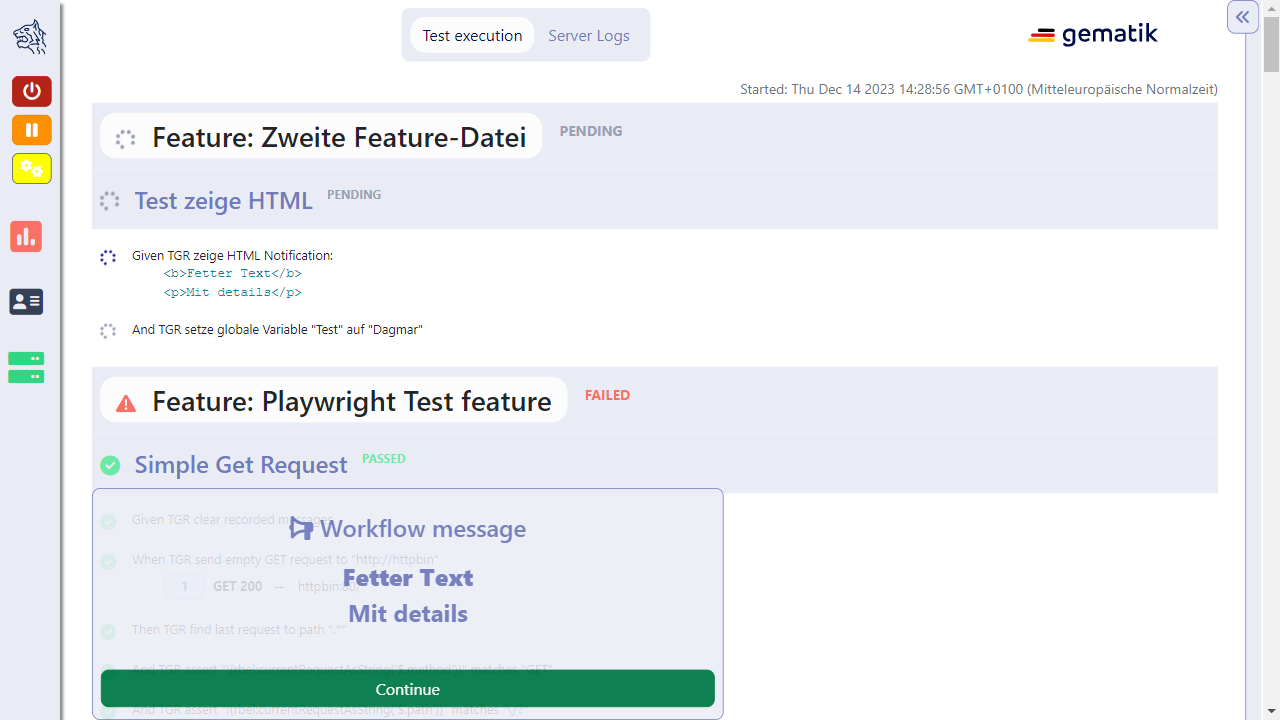 Test execution
Server Logs
gematik
Started: Thu Dec 14 2023 14:28:56 GMT+0100 (Mitteleuropäische Normalzeit)
Feature: Zweite Feature-Datei
PENDING
Test zeige HTML
PENDING
Given TGR zeige HTML Notification:
<b>Fetter Text</b>
<p>Mit details</p>
And TGR setze globale Variable "Test" auf "Dagmar"
Feature: Playwright Test feature
FAILED
Simple Get Request
PASSED
Given TGR clear recorded messages
Workflow message
When TGR send empty GET request to "http://httpbin"
Fetter Text
1 GET 200 → httpbin:80/
Mit details
Then TGR find last request to path ".*"
And TGR assert "!{rbel:currentRequestAsString('$.method')}" matches "GET"
Continue
And TGR assert "!{rbel:currentRequestAsString('$.path')}" matches "\/?"